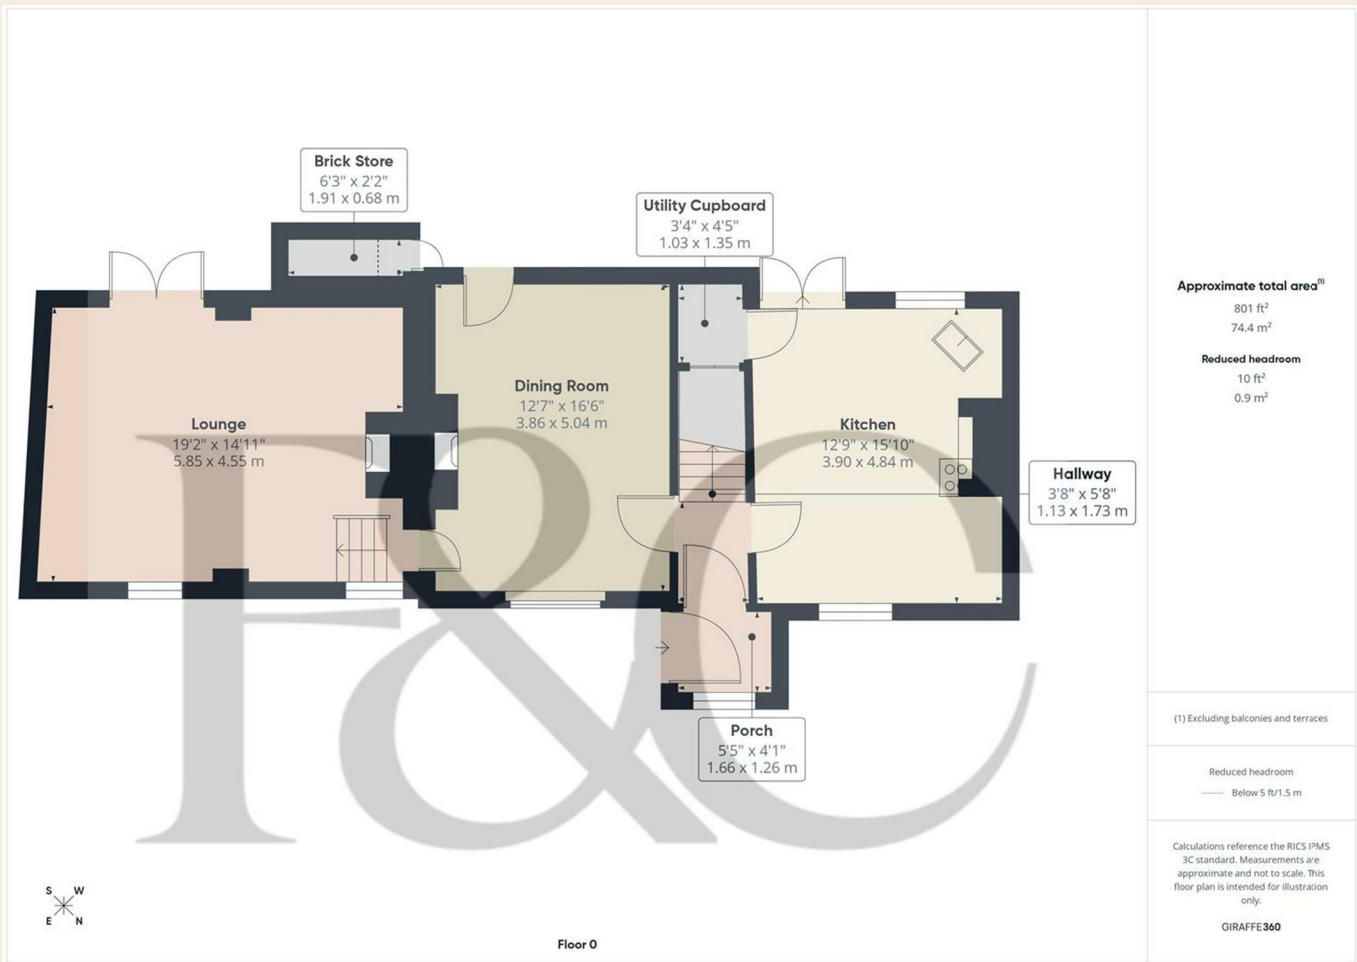 Brick Store
6'3" x 2'2"
1.91 x 0.68 m
Utility Cupboard
3'4" x 4'5"
1.03 x 1.35 m
Dining Room
12'7" x 16'6"
3.86 x 5.04 m
Lounge
19'2" x 14'11"
5.85 x 4.55 m
Kitchen
12'9" x 15'10"
3.90 x 4.84 m
Hallway
3'8" x 5'8"
1.13 x 1.73 m
Porch
5'5" x 4'1"
1.66 x 1.26 m
F&C
S W
E N
Floor 0
Approximate total area(1)
801 ft²
74.4 m²
Reduced headroom
10 ft²
0.9 m²
(1) Excluding balconies and terraces
Reduced headroom
Below 5 ft/1.5 m
Calculations reference the RICS IPMS
3C standard. Measurements are
approximate and not to scale. This
floor plan is intended for illustration
only.
GIRAFFE360